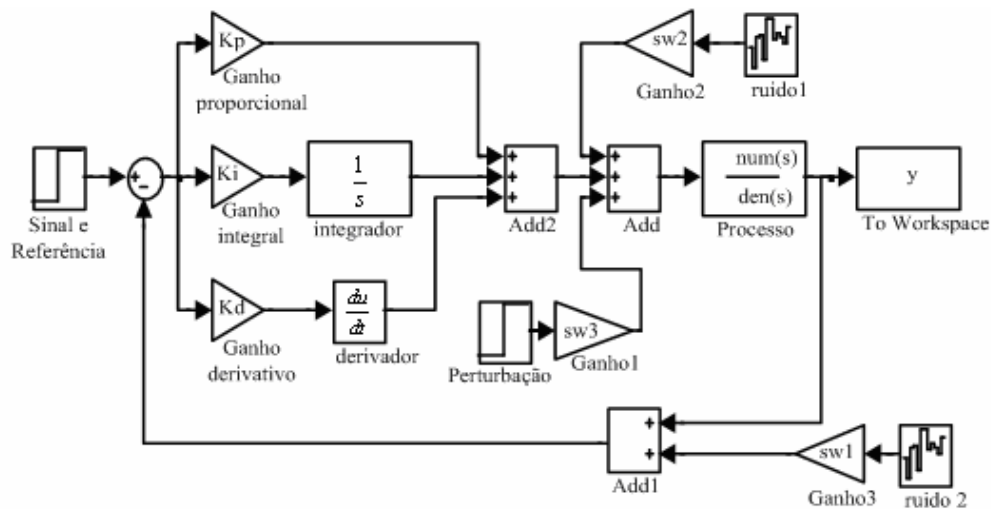 Kp
Ganho
proporcional
sw2
Ganho2
ruido1
+
-
Sinal e
Referência
Ki
Ganho
integral
1
s
integrador
+
+
+
Add2
+
+
+
Add
num(s)
den(s)
Processo
y
To Workspace
Kd
Ganho
derivativo
du
dt
derivador
Perturbação
sw3
Ganho1
+
+
Add1
sw1
Ganho3
ruido 2